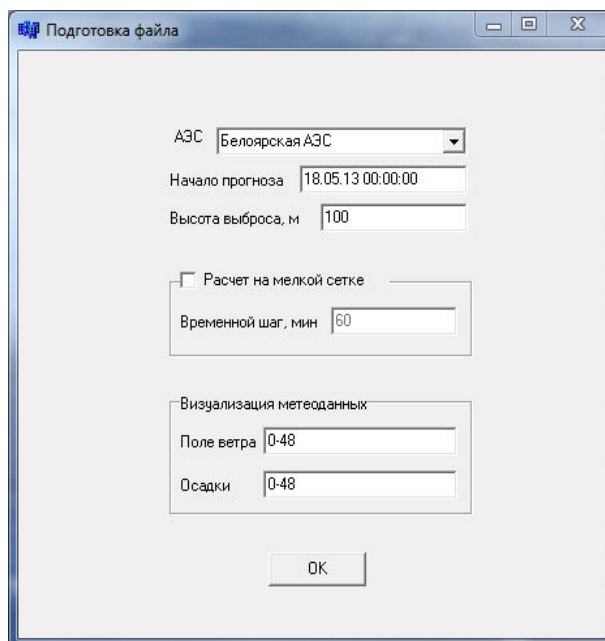 Подготовка файла
АЭС Белоярская АЭС
Начало прогноза 18.05.13 00:00:00
Высота выброса, м 100
Расчет на мелкой сетке
Временной шаг, мин 60
Визуализация метеоданных
Поле ветра 0-48
Осадки 0-48
OK